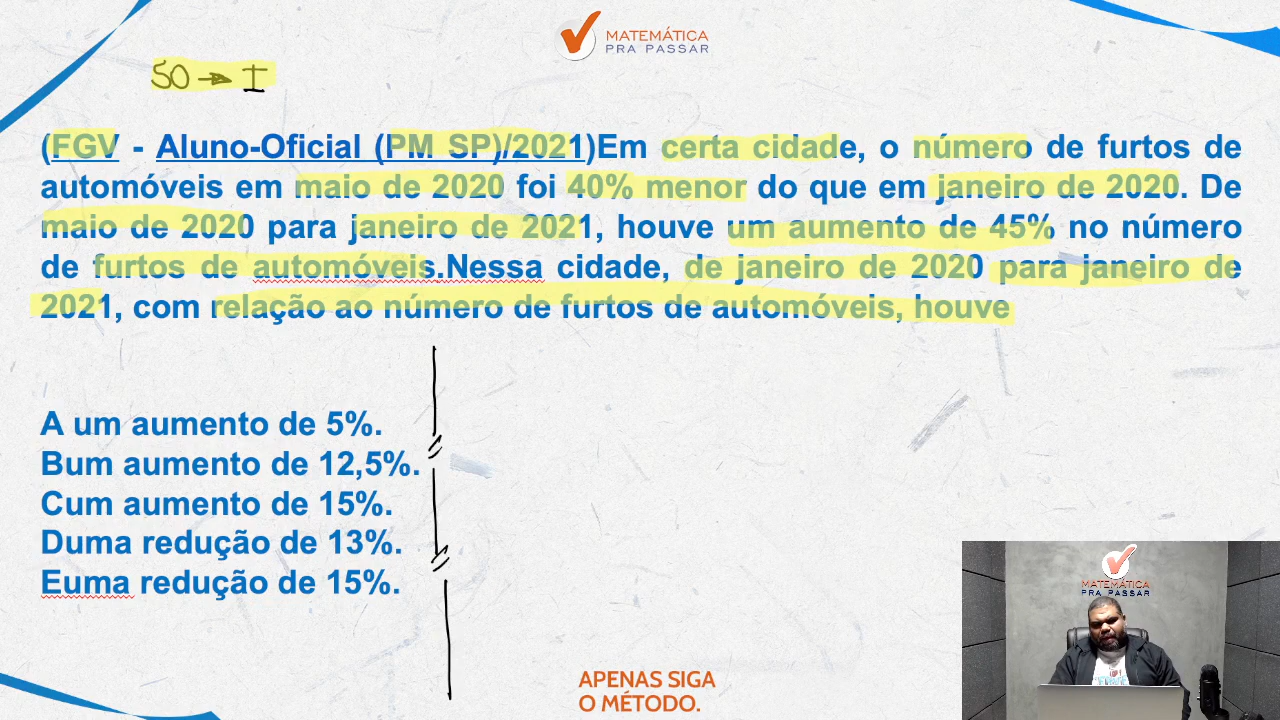 MATEMÁTICA
PRA PASSAR
SO → I
(FGV - Aluno-Oficial (PM SP)/2021)Em certa cidade, o número de furtos de
automóveis em maio de 2020 foi 40% menor do que em janeiro de 2020. De
maio de 2020 para janeiro de 2021, houve um aumento de 45% no número
de furtos de automóveis.Nessa cidade, de janeiro de 2020 para janeiro de
2021, com relação ao número de furtos de automóveis, houve
A um aumento de 5%.
Bum aumento de 12,5%.
Cum aumento de 15%.
Duma redução de 13%.
Euma redução de 15%.
MATEMÁTICA
PRA PASSAR
APENAS SIGA
O MÉTODO.